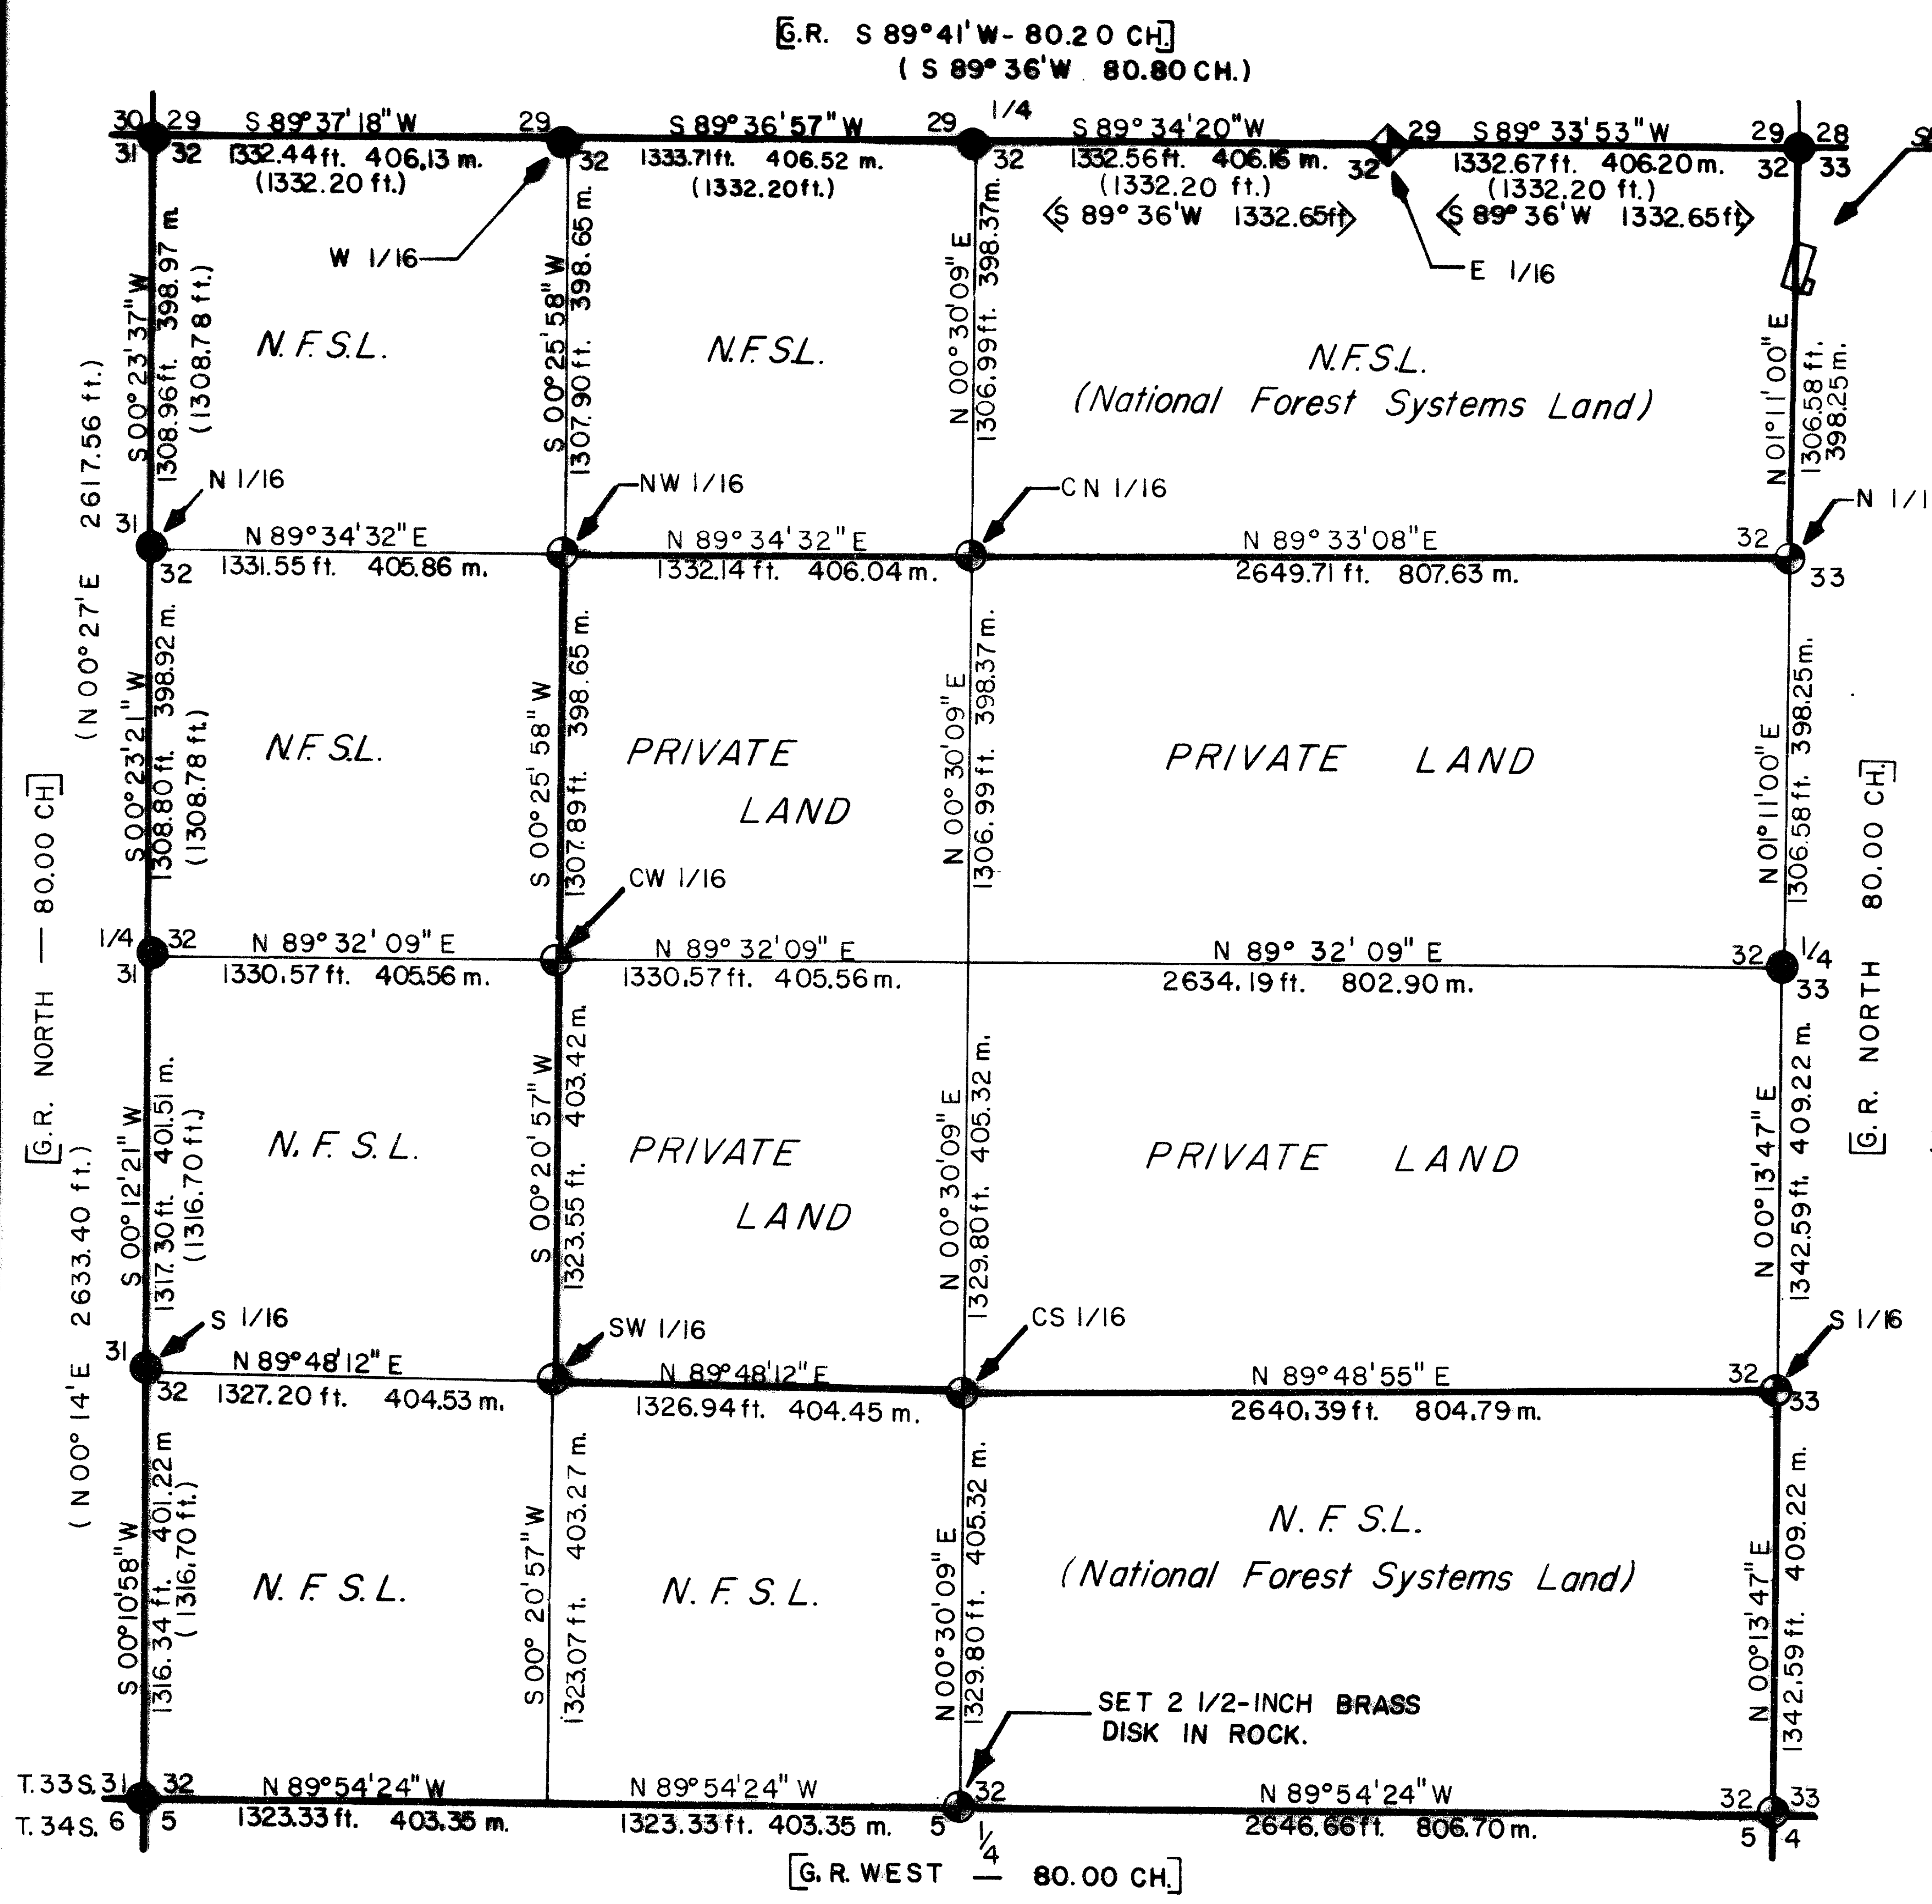 [G.R. S 89°41'W- 80.20 CH.]
( S 89° 36'W 80.80 CH.)
1/4
30 29
S 89° 37' 18" W
29
S 89° 36' 57" W
29
S 89° 34' 20" W
29
S 89° 33' 53" W
29 28
31 32
1332.44 ft. 406.13 m.
32
1333.71 ft. 406.52 m.
32
1332.56 ft. 406.16 m.
32
1332.67 ft. 406.20 m.
32 33
(1332.20 ft.)
(1332.20 ft.)
(1332.20 ft.)
(1332.20 ft.)
<S 89° 36' W 1332.65 ft>
<S 89° 36' W 1332.65 ft>
W 1/16
E 1/16
S 00° 23' 37" W
1308.96 ft. 398.97 m.
(1308.78 ft.)
S 00° 25' 58" W
1307.90 ft. 398.65 m.
N 00° 30' 09" E
1306.99 ft. 398.37 m.
N 01° 11' 00" E
1306.58 ft.
398.25 m.
N.F.S.L.
N.F.S.L.
N.F.S.L.
(National Forest Systems Land)
(N 00° 27' E 2617.56 ft.)
N 1/16
NW 1/16
CN 1/16
N 1/1
31
32
N 89° 34' 32" E
1331.55 ft. 405.86 m.
N 89° 34' 32" E
1332.14 ft. 406.04 m.
N 89° 33' 08" E
2649.71 ft. 807.63 m.
32
33
S 00° 23' 21" W
1308.80 ft. 398.92 m.
(1308.78 ft.)
S 00° 25' 58" W
1307.89 ft. 398.65 m.
N 00° 30' 09" E
1306.99 ft. 398.37 m.
N 01° 11' 00" E
1306.58 ft. 398.25 m.
N.F.S.L.
PRIVATE
LAND
PRIVATE LAND
[G.R. NORTH — 80.00 CH]
[G.R. NORTH 80.00 CH.]
CW 1/16
1/4 32
31
N 89° 32' 09" E
1330.57 ft. 405.56 m.
N 89° 32' 09" E
1330.57 ft. 405.56 m.
N 89° 32' 09" E
2634.19 ft. 802.90 m.
32 1/4
33
S 00° 12' 21" W
1317.30 ft. 401.51 m.
(1316.70 ft.)
S 00° 20' 57" W
1323.55 ft. 403.42 m.
N 00° 30' 09" E
1329.80 ft. 405.32 m.
N 00° 13' 47" E
1342.59 ft. 409.22 m.
N.F.S.L.
PRIVATE
LAND
PRIVATE LAND
(N 00° 14' E 2633.40 ft.)
S 1/16
SW 1/16
CS 1/16
S 1/16
31
32
N 89° 48' 12" E
1327.20 ft. 404.53 m.
N 89° 48' 12" E
1326.94 ft. 404.45 m.
N 89° 48' 55" E
2640.39 ft. 804.79 m.
32
33
S 00° 10' 58" W
1316.34 ft. 401.22 m
(1316.70 ft.)
S 00° 20' 57" W
1323.07 ft. 403.27 m.
N 00° 30' 09" E
1329.80 ft. 405.32 m.
N 00° 13' 47" E
1342.59 ft. 409.22 m.
N.F.S.L.
N.F.S.L.
N.F.S.L.
(National Forest Systems Land)
SET 2 1/2-INCH BRASS
DISK IN ROCK.
T.33S. 31 32
T.34S. 6 5
N 89° 54' 24" W
1323.33 ft. 403.35 m.
N 89° 54' 24" W
1323.33 ft. 403.35 m.
32
5 1/4
N 89° 54' 24" W
2646.66 ft. 806.70 m.
32 33
5 4
[G.R. WEST — 80.00 CH.]